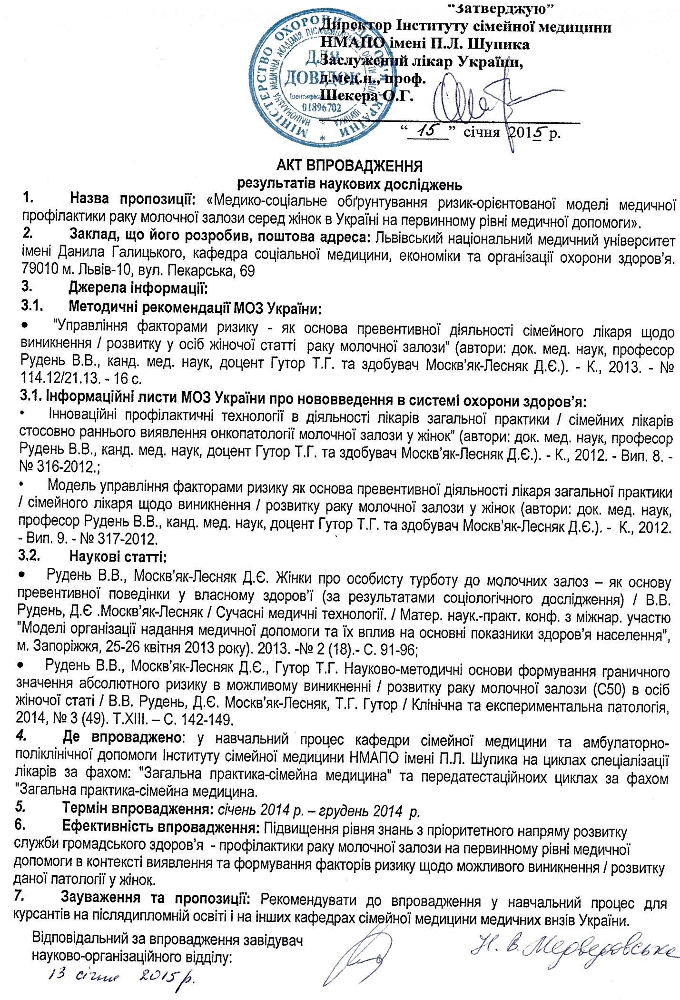 “Затверджую”
Директор Інституту сімейної медицини
НМАПО імені П.Л. Шупика
Заслужений лікар України,
д.мед.н., проф.
Шекера О.Г.
МІНІСТЕРСТВО ОХОРОНИ ЗДОРОВ'Я УКРАЇНИ *
НАЦІОНАЛЬНА МЕДИЧНА АКАДЕМІЯ ПІСЛЯДИПЛОМНОЇ ОСВІТИ ІМЕНІ П.Л. ШУПИКА
ДЛЯ
ДОВІДОК
01896702
“ 15 ” січня 2015 р.
АКТ ВПРОВАДЖЕННЯ
результатів наукових досліджень
1. Назва пропозиції: «Медико-соціальне обґрунтування ризик-орієнтованої моделі медичної
профілактики раку молочної залози серед жінок в Україні на первинному рівні медичної допомоги».
2. Заклад, що його розробив, поштова адреса: Львівський національний медичний університет
імені Данила Галицького, кафедра соціальної медицини, економіки та організації охорони здоров’я.
79010 м. Львів-10, вул. Пекарська, 69
3. Джерела інформації:
3.1. Методичні рекомендації МОЗ України:
● “Управління факторами ризику - як основа превентивної діяльності сімейного лікаря щодо
виникнення / розвитку у осіб жіночої статті раку молочної залози” (автори: док. мед. наук, професор
Рудень В.В., канд. мед. наук, доцент Гутор Т.Г. та здобувач Москв’як-Лесняк Д.Є.). - К., 2013. - №
114.12/21.13. - 16 с.
3.1. Інформаційні листи МОЗ України про нововведення в системі охорони здоров’я:
• Інноваційні профілактичні технології в діяльності лікарів загальної практики / сімейних лікарів
стосовно раннього виявлення онкопатології молочної залози у жінок” (автори: док. мед. наук, професор
Рудень В.В., канд. мед. наук, доцент Гутор Т.Г. та здобувач Москв’як-Лесняк Д.Є.). - К., 2012. - Вип. 8. -
№ 316-2012.;
• Модель управління факторами ризику як основа превентивної діяльності лікаря загальної практики
/ сімейного лікаря щодо виникнення / розвитку раку молочної залози у жінок (автори: док. мед. наук,
професор Рудень В.В., канд. мед. наук, доцент Гутор Т.Г. та здобувач Москв’як-Лесняк Д.Є.). - К., 2012.
- Вип. 9. - № 317-2012.
3.2. Наукові статті:
● Рудень В.В., Москв’як-Лесняк Д.Є. Жінки про особисту турботу до молочних залоз – як основу
превентивної поведінки у власному здоров’ї (за результатами соціологічного дослідження) / В.В.
Рудень, Д.Є .Москв’як-Лесняк / Сучасні медичні технології. / Матер. наук.-практ. конф. з міжнар. участю
"Моделі організації надання медичної допомоги та їх вплив на основні показники здоров’я населення",
м. Запоріжжя, 25-26 квітня 2013 року). 2013. -№ 2 (18).- С. 91-96;
● Рудень В.В., Москв’як-Лесняк Д.Є., Гутор Т.Г. Науково-методичні основи формування граничного
значення абсолютного ризику в можливому виникненні / розвитку раку молочної залози (С50) в осіб
жіночої статі / В.В. Рудень, Д.Є. Москв’як-Лесняк, Т.Г. Гутор / Клінічна та експериментальна патологія,
2014, № 3 (49). Т.XIII. – С. 142-149.
4. Де впроваджено: у навчальний процес кафедри сімейної медицини та амбулаторно-
поліклінічної допомоги Інституту сімейної медицини НМАПО імені П.Л. Шупика на циклах спеціалізації
лікарів за фахом: "Загальна практика-сімейна медицина" та передатестаційноих циклах за фахом
"Загальна практика-сімейна медицина.
5. Термін впровадження: січень 2014 р. – грудень 2014 р.
6. Ефективність впровадження: Підвищення рівня знань з пріоритетного напряму розвитку
служби громадського здоров’я - профілактики раку молочної залози на первинному рівні медичної
допомоги в контексті виявлення та формування факторів ризику щодо можливого виникнення / розвитку
даної патології у жінок.
7. Зауваження та пропозиції: Рекомендувати до впровадження у навчальний процес для
курсантів на післядипломній освіті і на інших кафедрах сімейної медицини медичних внзів України.
Відповідальний за впровадження завідувач
науково-організаційного відділу:
Н. В. Медведовська
13 січня 2015 р.